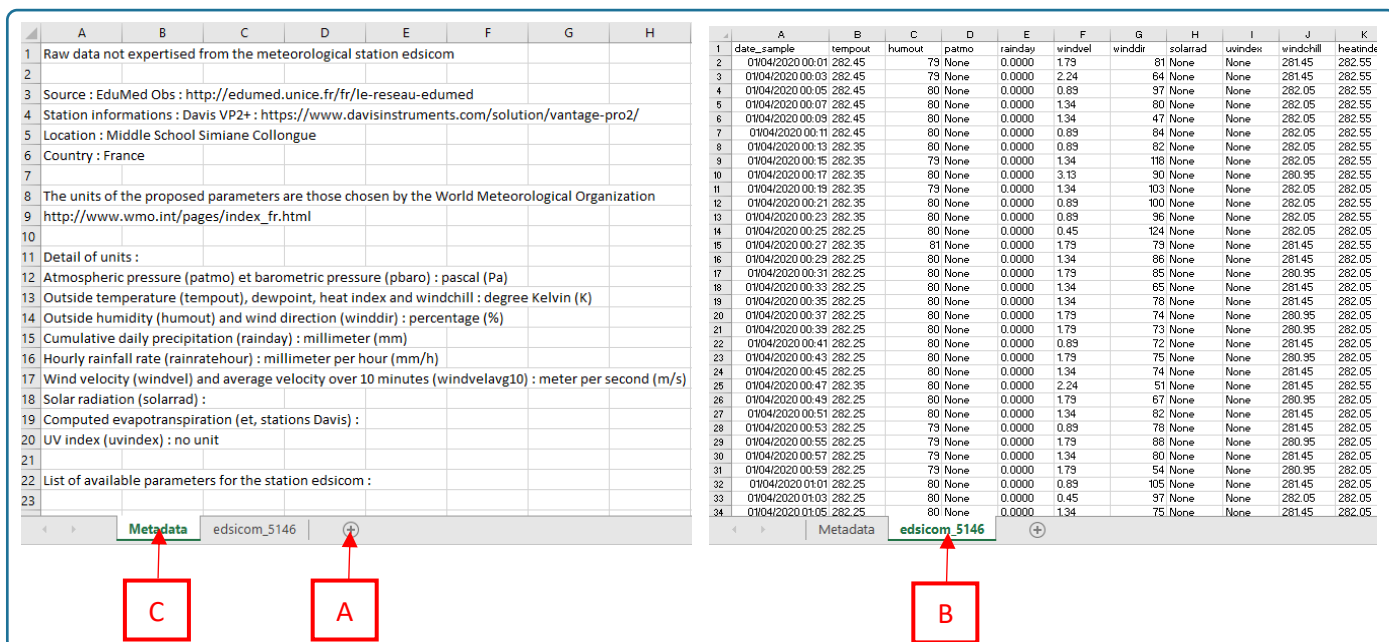 A B C D E F G H
1 Raw data not expertised from the meteorological station edsicom
2
3 Source : EduMed Obs : http://edumed.unice.fr/fr/le-reseau-edumed
4 Station informations : Davis VP2+ : https://www.davisinstruments.com/solution/vantage-pro2/
5 Location : Middle School Simiane Collongue
6 Country : France
7
8 The units of the proposed parameters are those chosen by the World Meteorological Organization
9 http://www.wmo.int/pages/index_fr.html
10
11 Detail of units :
12 Atmospheric pressure (patmo) et barometric pressure (pbaro) : pascal (Pa)
13 Outside temperature (tempout), dewpoint, heat index and windchill : degree Kelvin (K)
14 Outside humidity (humout) and wind direction (winddir) : percentage (%)
15 Cumulative daily precipitation (rainday) : millimeter (mm)
16 Hourly rainfall rate (rainratehour) : millimeter per hour (mm/h)
17 Wind velocity (windvel) and average velocity over 10 minutes (windvelavg10) : meter per second (m/s)
18 Solar radiation (solarrad) :
19 Computed evapotranspiration (et, stations Davis) :
20 UV index (uvindex) : no unit
21
22 List of available parameters for the station edsicom :
23
Metadata edsicom_5146
C A
A B C D E F G H I J K
1 date_sample tempout humout patmo rainday windvel winddir solarrad uvindex windchill heatinde
2 01/04/2020 00:01 282.45 79 None 0.0000 1.79 81 None None 281.45 282.55
3 01/04/2020 00:03 282.45 79 None 0.0000 2.24 64 None None 281.45 282.55
4 01/04/2020 00:05 282.45 80 None 0.0000 0.89 97 None None 282.05 282.55
5 01/04/2020 00:07 282.45 80 None 0.0000 1.34 80 None None 282.05 282.55
6 01/04/2020 00:09 282.45 80 None 0.0000 1.34 47 None None 282.05 282.55
7 01/04/2020 00:11 282.45 80 None 0.0000 0.89 84 None None 282.05 282.55
8 01/04/2020 00:13 282.35 80 None 0.0000 0.89 82 None None 282.05 282.55
9 01/04/2020 00:15 282.35 79 None 0.0000 1.34 118 None None 282.05 282.55
10 01/04/2020 00:17 282.35 80 None 0.0000 3.13 90 None None 280.95 282.55
11 01/04/2020 00:19 282.35 79 None 0.0000 1.34 103 None None 282.05 282.05
12 01/04/2020 00:21 282.35 80 None 0.0000 0.89 100 None None 282.05 282.55
13 01/04/2020 00:23 282.35 80 None 0.0000 0.89 96 None None 282.05 282.55
14 01/04/2020 00:25 282.25 80 None 0.0000 0.45 124 None None 282.05 282.05
15 01/04/2020 00:27 282.35 81 None 0.0000 1.79 79 None None 281.45 282.55
16 01/04/2020 00:29 282.25 80 None 0.0000 1.34 86 None None 281.45 282.05
17 01/04/2020 00:31 282.25 80 None 0.0000 1.79 85 None None 280.95 282.05
18 01/04/2020 00:33 282.25 80 None 0.0000 1.34 65 None None 281.45 282.05
19 01/04/2020 00:35 282.25 80 None 0.0000 1.34 78 None None 281.45 282.05
20 01/04/2020 00:37 282.25 80 None 0.0000 1.79 74 None None 280.95 282.05
21 01/04/2020 00:39 282.25 80 None 0.0000 1.79 73 None None 280.95 282.05
22 01/04/2020 00:41 282.25 80 None 0.0000 0.89 72 None None 281.45 282.05
23 01/04/2020 00:43 282.25 80 None 0.0000 1.79 75 None None 280.95 282.05
24 01/04/2020 00:45 282.25 80 None 0.0000 1.34 74 None None 281.45 282.05
25 01/04/2020 00:47 282.35 80 None 0.0000 2.24 51 None None 281.45 282.55
26 01/04/2020 00:49 282.25 80 None 0.0000 1.79 67 None None 280.95 282.05
27 01/04/2020 00:51 282.25 80 None 0.0000 1.34 82 None None 281.45 282.05
28 01/04/2020 00:53 282.25 79 None 0.0000 0.89 78 None None 281.45 282.05
29 01/04/2020 00:55 282.25 79 None 0.0000 1.79 88 None None 280.95 282.05
30 01/04/2020 00:57 282.25 79 None 0.0000 1.34 80 None None 281.45 282.05
31 01/04/2020 00:59 282.25 79 None 0.0000 1.79 54 None None 280.95 282.05
32 01/04/2020 01:01 282.25 80 None 0.0000 0.89 105 None None 281.45 282.05
33 01/04/2020 01:03 282.25 80 None 0.0000 0.45 97 None None 282.05 282.05
34 01/04/2020 01:05 282.25 80 None 0.0000 1.34 75 None None 281.45 282.05
Metadata edsicom_5146
B